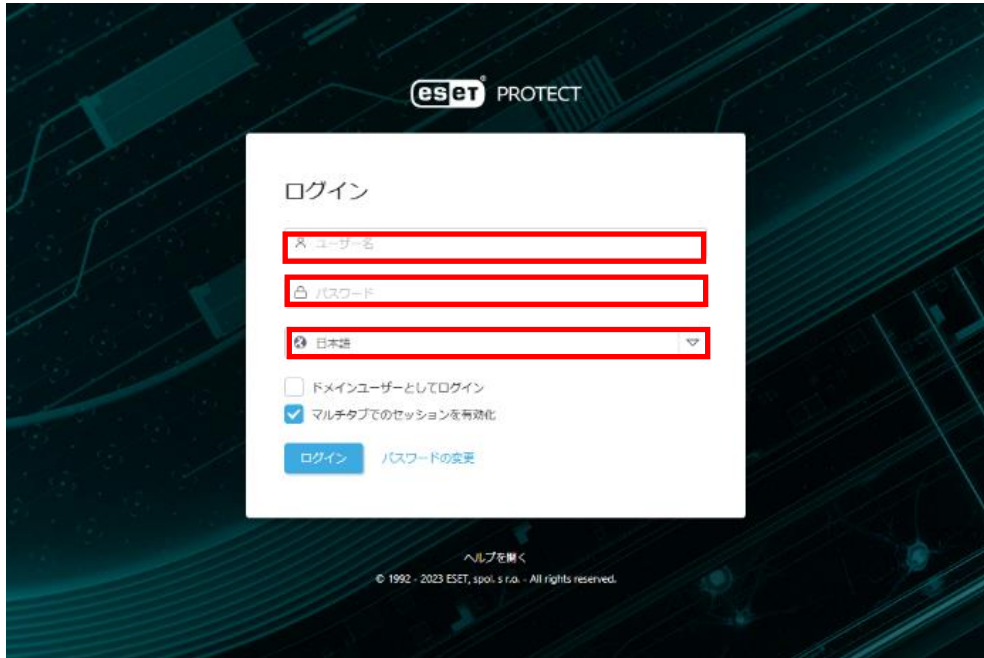 eset® PROTECT
ログイン
ユーザー名
パスワード
日本語
ドメインユーザーとしてログイン
マルチタブでのセッションを有効化
ログイン パスワードの変更
ヘルプを開く
© 1992 - 2023 ESET, spol. s r.o. - All rights reserved.